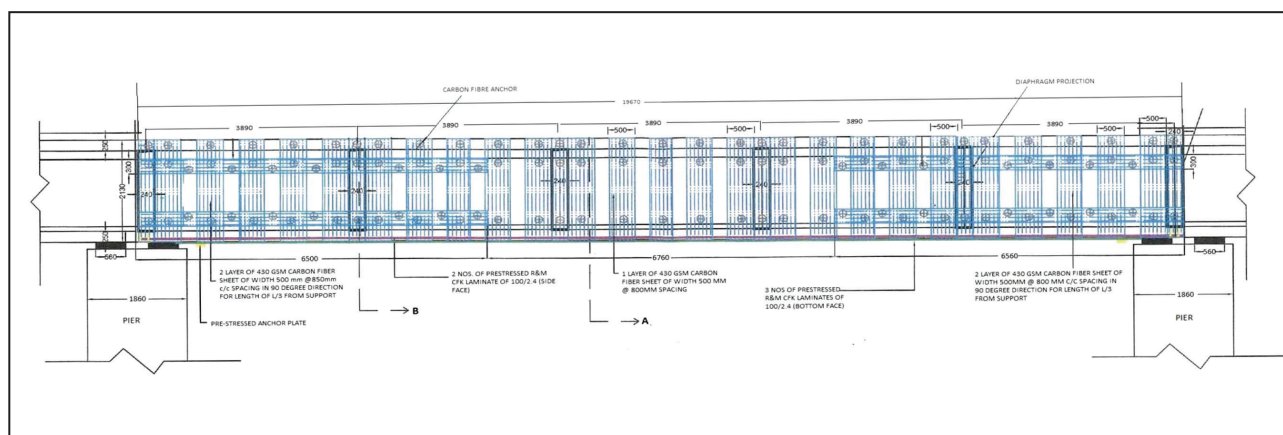 CARBON FIBRE ANCHOR
DIAPHRAGM PROJECTION
19670
3890
3890
3890
3890
3890
500
500
500
500
500
240
250
300
2130
250
240
240
240
240
240
300
560
6500
6760
6560
560
2 LAYER OF 430 GSM CARBON FIBER
SHEET OF WIDTH 500 mm @850mm
c/c SPACING IN 90 DEGREE DIRECTION
FOR LENGTH OF L/3 FROM SUPPORT
2 NOS. OF PRESTRESSED R&M
CFK LAMINATE OF 100/2.4 (SIDE
FACE)
1 LAYER OF 430 GSM CARBON
FIBER SHEET OF WIDTH 500 MM
@ 800MM SPACING
3 NOS OF PRESTRESSED
R&M CFK LAMINATES OF
100/2.4 (BOTTOM FACE)
2 LAYER OF 430 GSM CARBON FIBER SHEET OF
WIDTH 500MM @ 800 MM C/C SPACING IN
90 DEGREE DIRECTION FOR LENGTH OF L/3
FROM SUPPORT
1860
PIER
PRE-STRESSED ANCHOR PLATE
B
A
1860
PIER